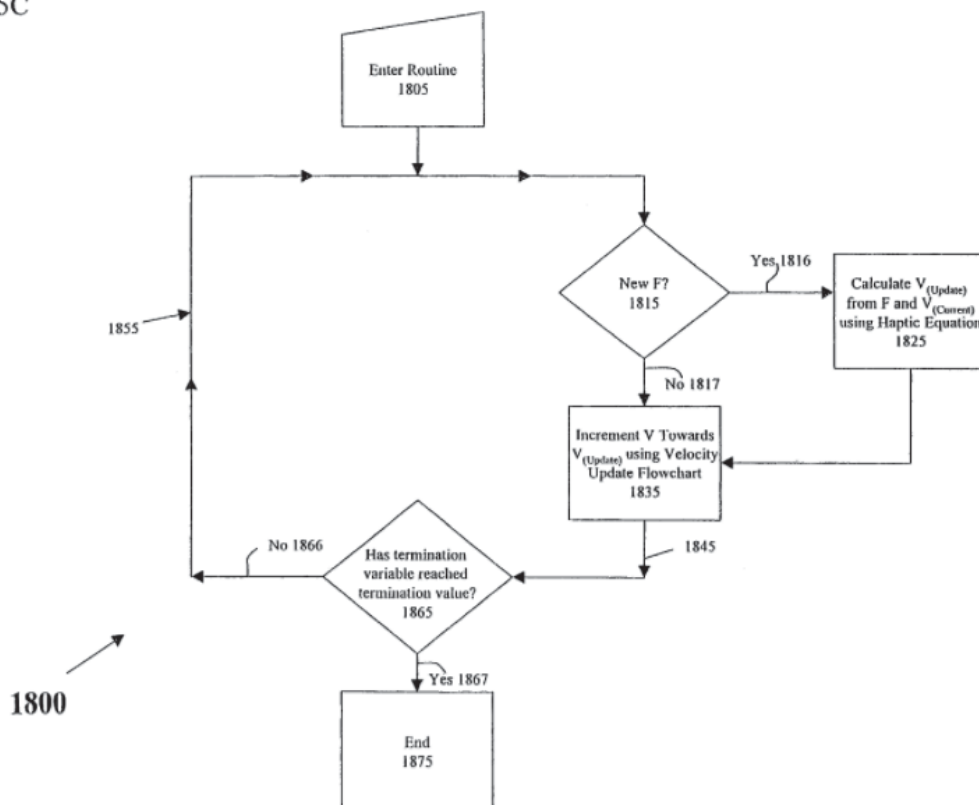 5C
Enter Routine
1805
New F?
1815
Yes 1816
Calculate V(Update)
from F and V(Current)
using Haptic Equation
1825
1855
No 1817
Increment V Towards
V(Update) using Velocity
Update Flowchart
1835
1845
No 1866
Has termination
variable reached
termination value?
1865
Yes 1867
1800
End
1875